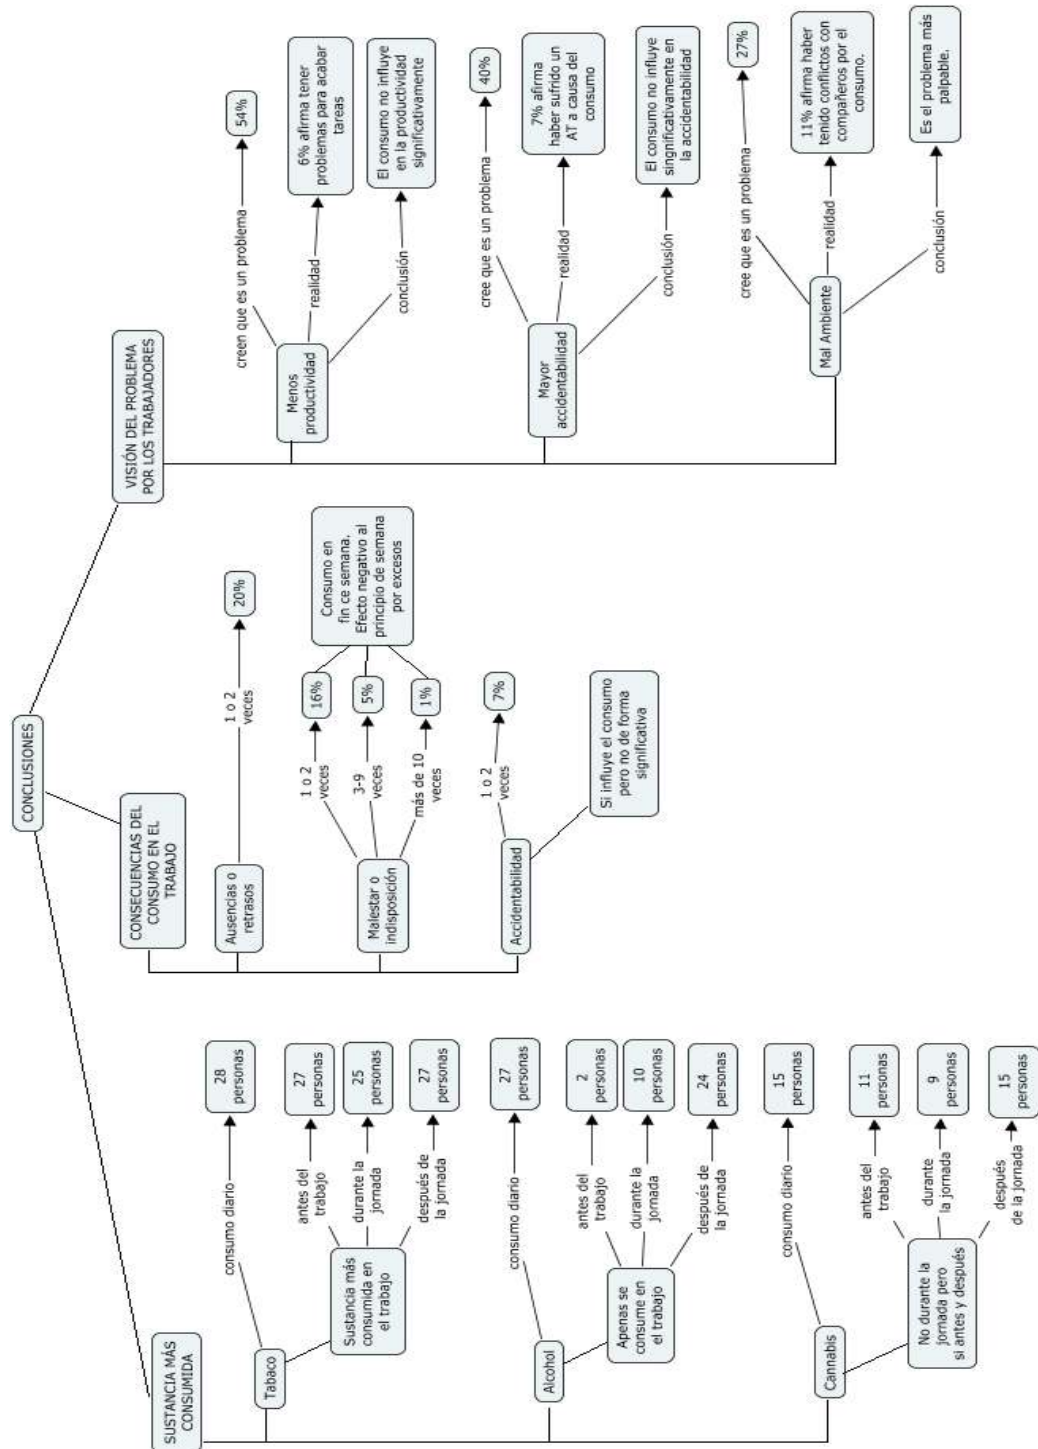 CONCLUSIONES
SUSTANCIA MÁS
CONSUMIDA
Tabaco
consumo diario
28
personas
Sustancia más
consumida en
el trabajo
antes del
trabajo
27
personas
durante la
jornada
25
personas
después de
la jornada
27
personas
Alcohol
consumo diario
27
personas
Apenas se
consume en
el trabajo
antes del
trabajo
2
personas
durante la
jornada
10
personas
después de
la jornada
24
personas
Cannabis
consumo diario
15
personas
No durante la
jornada pero
si antes y después
antes del
trabajo
11
personas
durante
la jornada
9
personas
después
de la jornada
15
personas
CONSECUENCIAS DEL
CONSUMO EN EL
TRABAJO
Ausencias o
retrasos
1 o 2
veces
20%
Malestar o
indisposición
1 o 2
veces
16%
3-9
veces
5%
más de 10
veces
1%
Consumo en
fin ce semana.
Efecto negativo al
principio de semana
por excesos
Accidentabilidad
1 o 2
veces
7%
Si influye el consumo
pero no de forma
significativa
VISIÓN DEL PROBLEMA
POR LOS TRABAJADORES
Menos
productividad
creen que es un problema
54%
realidad
6% afirma tener
problemas para acabar
tareas
conclusión
El consumo no influye
en la productividad
significativamente
Mayor
accidentabilidad
cree que es un problema
40%
realidad
7% afirma
haber sufrido un
AT a causa del
consumo
conclusión
El consumo no influye
singnificativamente en
la accidentabilidad
Mal Ambiente
cree que es un problema
27%
realidad
11% afirma haber
tenido conflictos con
compañeros por el
consumo.
conclusión
Es el problema más
palpable.